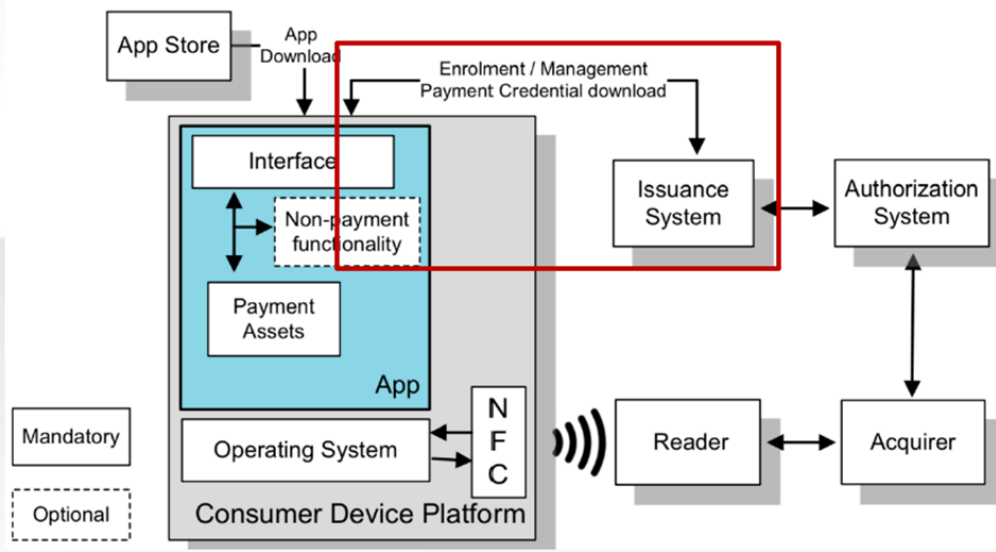 App Store
App
Download
Enrolment / Management
Payment Credential download
Interface
Non-payment
functionality
Payment
Assets
App
Issuance
System
Authorization
System
Mandatory
Optional
Operating System
N
F
C
Consumer Device Platform
Reader
Acquirer